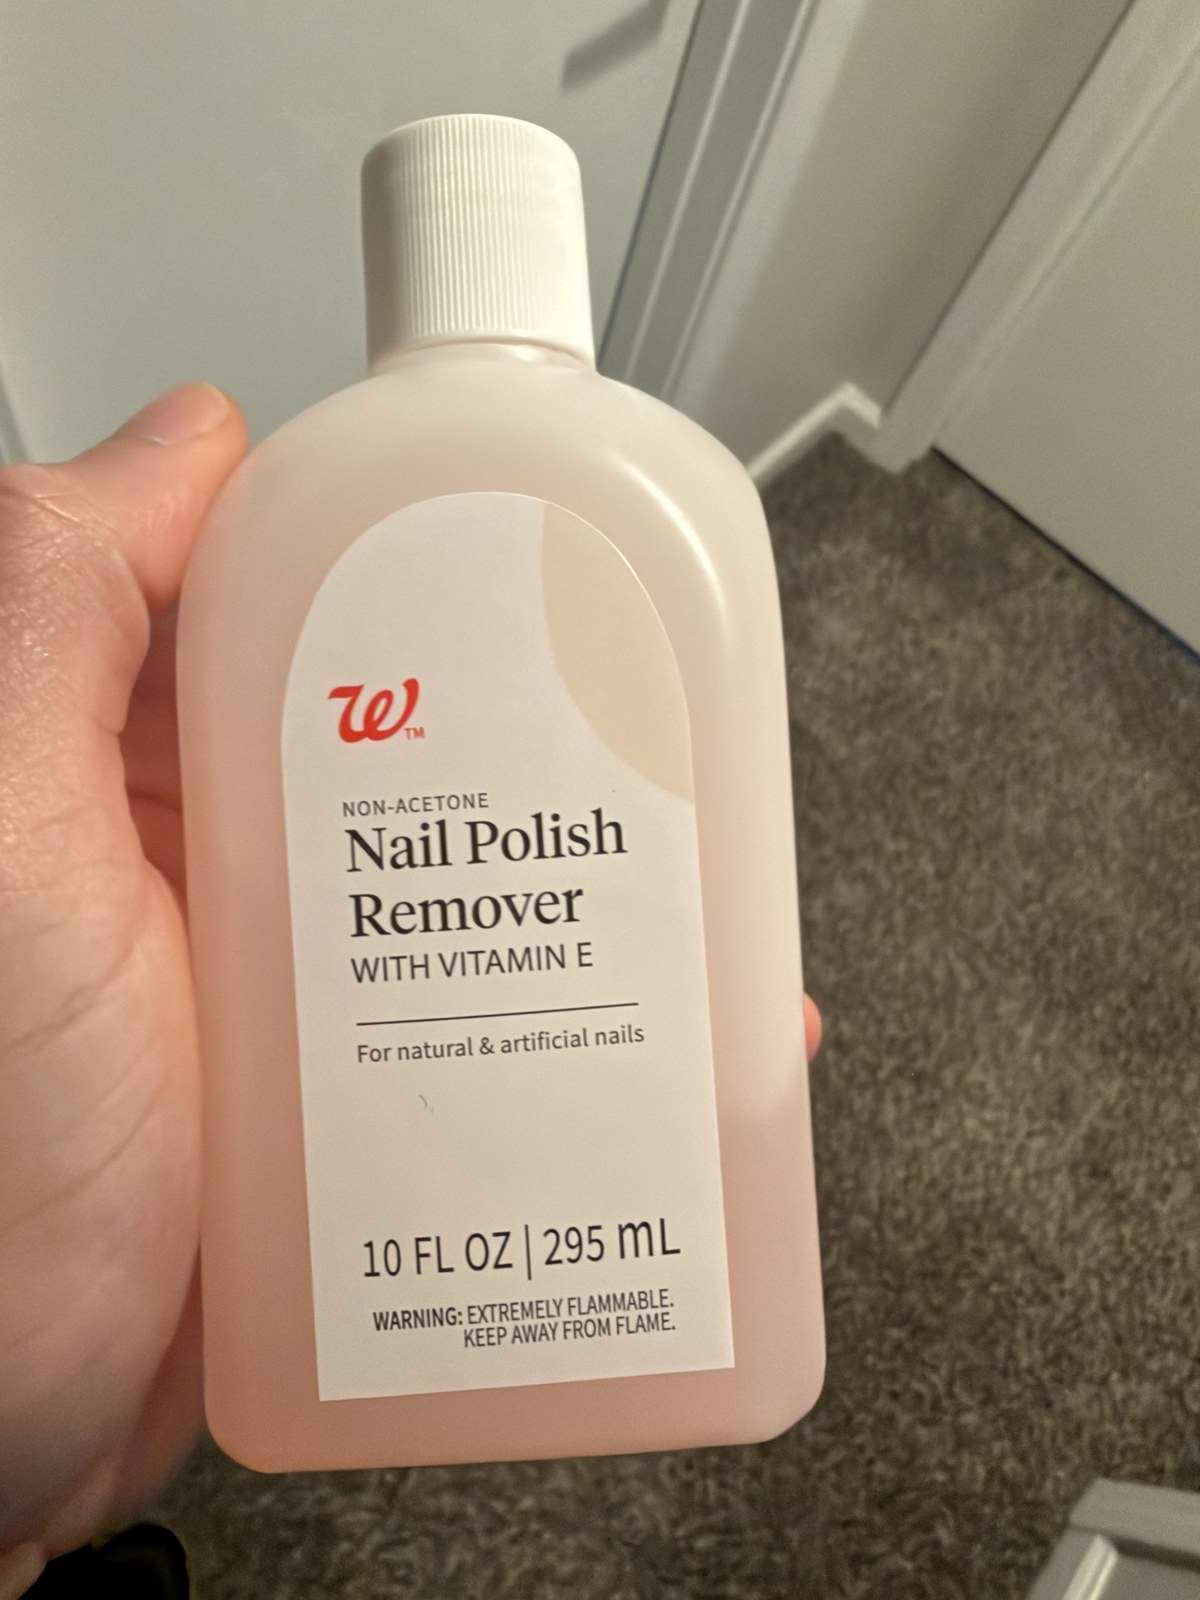 W™
NON-ACETONE
Nail Polish
Remover
WITH VITAMIN E
For natural & artificial nails
10 FL OZ | 295 mL
WARNING: EXTREMELY FLAMMABLE.
KEEP AWAY FROM FLAME.